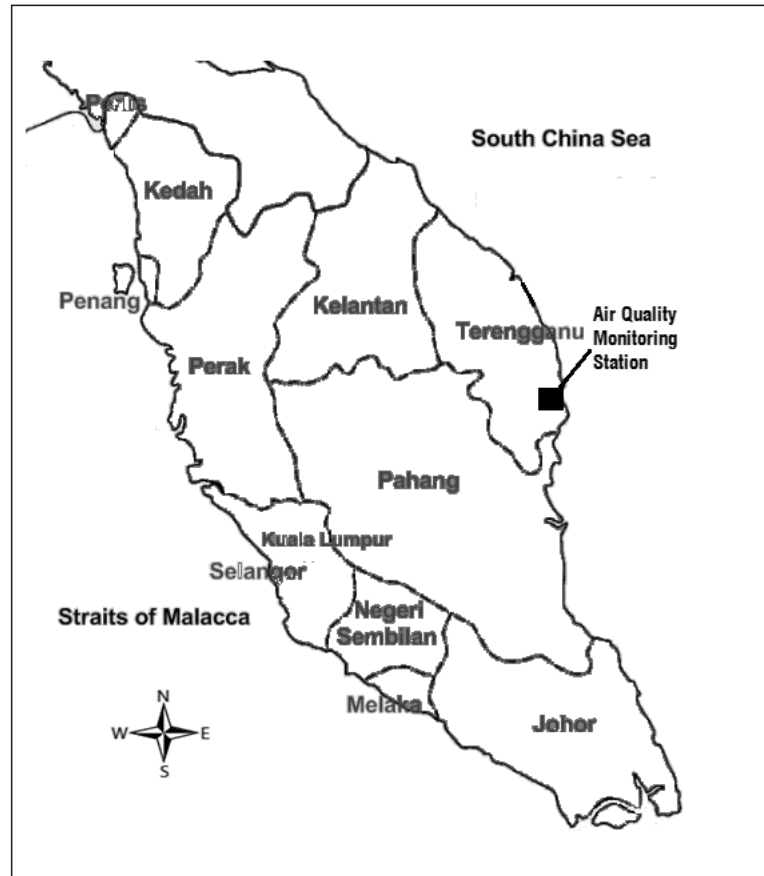 Perlis
South China Sea
Kedah
Penang
Kelantan
Terengganu
Air Quality
Monitoring
Station
Perak
Pahang
Kuala Lumpur
Selangor
Straits of Malacca
Negeri
Sembilan
Melaka
Johor
N
W
E
S